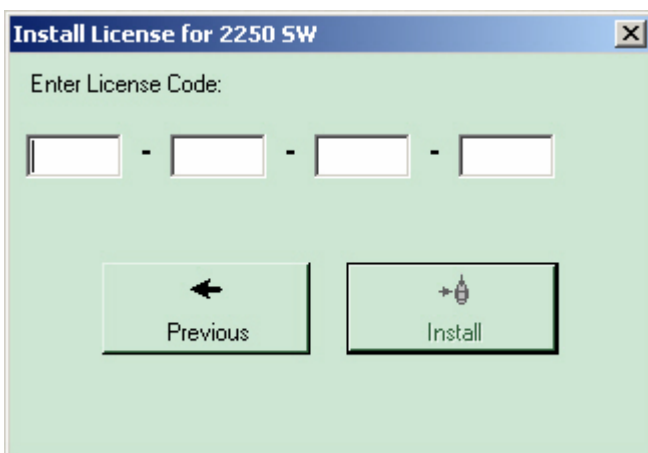 Install License for 2250 SW
Enter License Code:
- - -
Previous Install